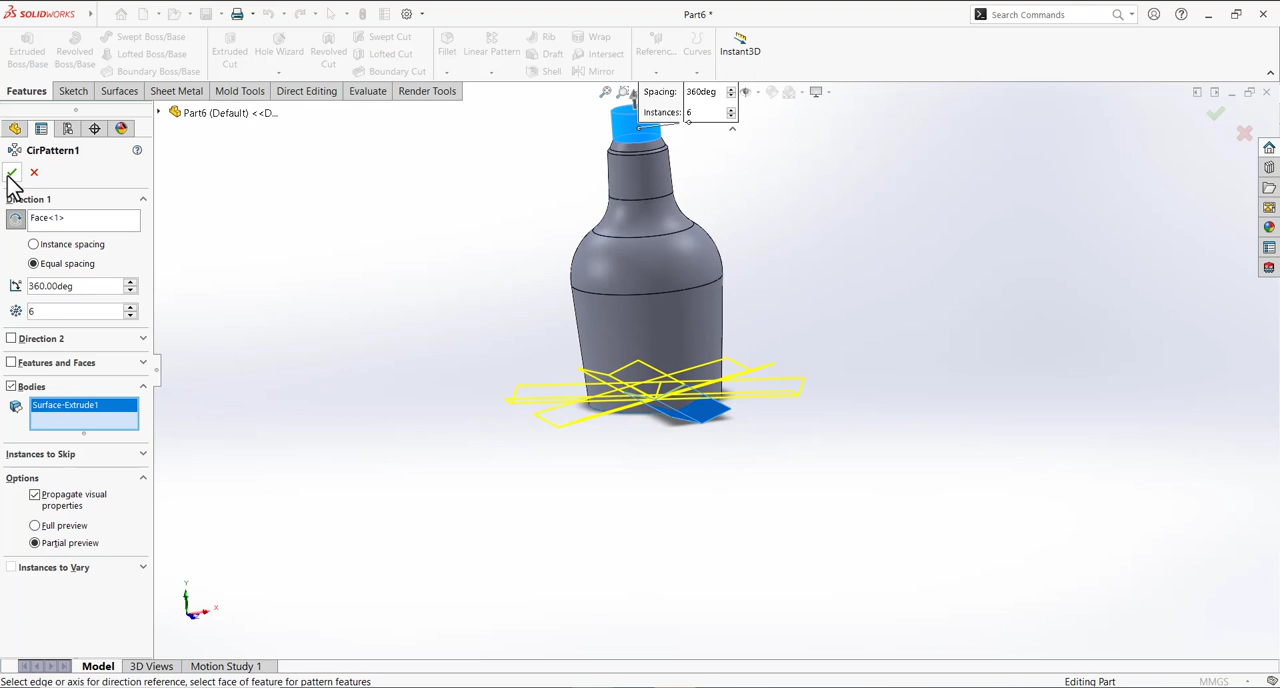 SOLIDWORKS
Part6 *
Search Commands
Extruded Boss/Base
Revolved Boss/Base
Swept Boss/Base
Lofted Boss/Base
Boundary Boss/Base
Extruded Cut
Hole Wizard
Revolved Cut
Swept Cut
Lofted Cut
Boundary Cut
Fillet
Linear Pattern
Rib
Draft
Shell
Wrap
Intersect
Mirror
Referenc...
Curves
Instant3D
Features
Sketch
Surfaces
Sheet Metal
Mold Tools
Direct Editing
Evaluate
Render Tools
Spacing: 360deg
Instances: 6
Part6 (Default) <<D...
CirPattern1
Direction 1
Face<1>
Instance spacing
Equal spacing
360.00deg
6
Direction 2
Features and Faces
Bodies
Surface-Extrude1
Instances to Skip
Options
Propagate visual
properties
Full preview
Partial preview
Instances to Vary
Y
X
Model
3D Views
Motion Study 1
Select edge or axis for direction reference, select face of feature for pattern features
Editing Part
MMGS